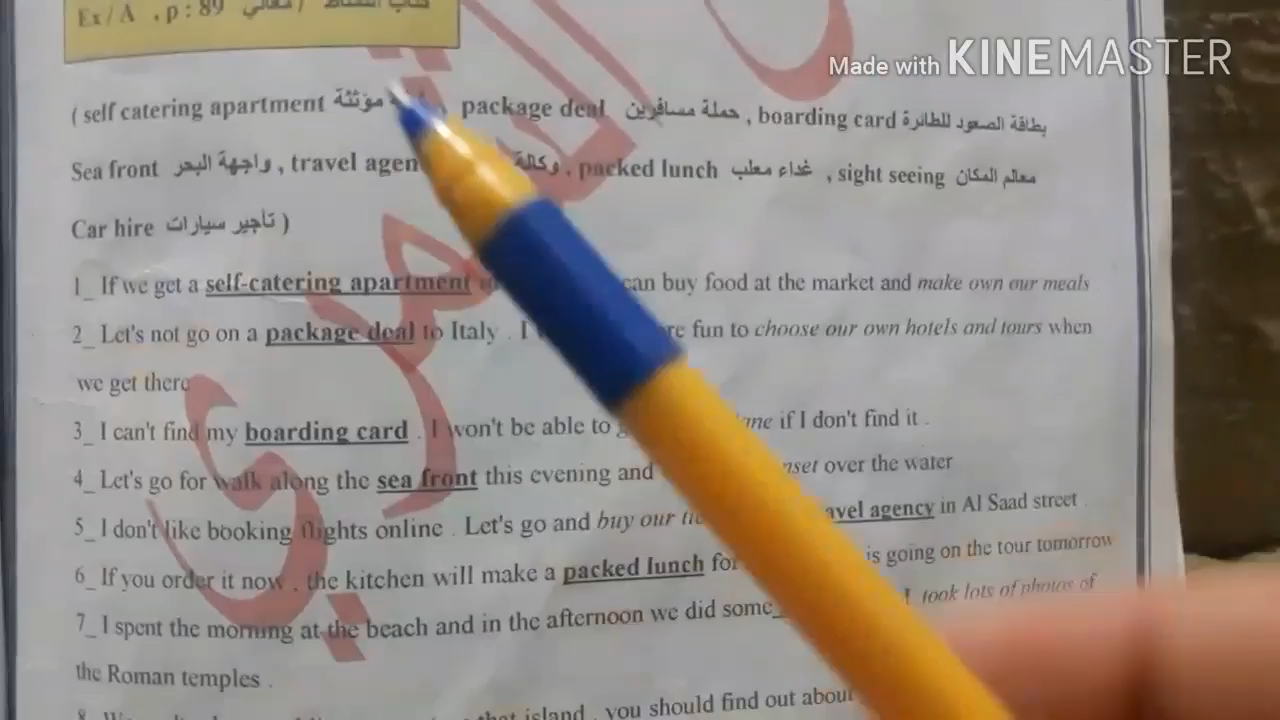 Made with KINEMASTER
Ex / A , p : 89
( self catering apartment مؤثثة package deal حملة مسافرين , boarding card بطاقة الصعود للطائرة
Sea front واجهة البحر , travel agen وكالة , packed lunch غداء معلب , sight seeing معالم المكان
Car hire تأجير سيارات )
1_ If we get a self-catering apartment can buy food at the market and make own our meals
2_ Let's not go on a package deal to Italy . I fun to choose our own hotels and tours when
we get there
3_ I can't find my boarding card . I won't be able to if I don't find it .
4_ Let's go for walk along the sea front this evening and over the water
5_ I don't like booking flights online . Let's go and buy our agency in Al Saad street
6_ If you order it now , the kitchen will make a packed lunch for is going on the tour tomorrow
7_ I spent the morning at the beach and in the afternoon we did some I took lots of photos of
the Roman temples .
that island , you should find out about